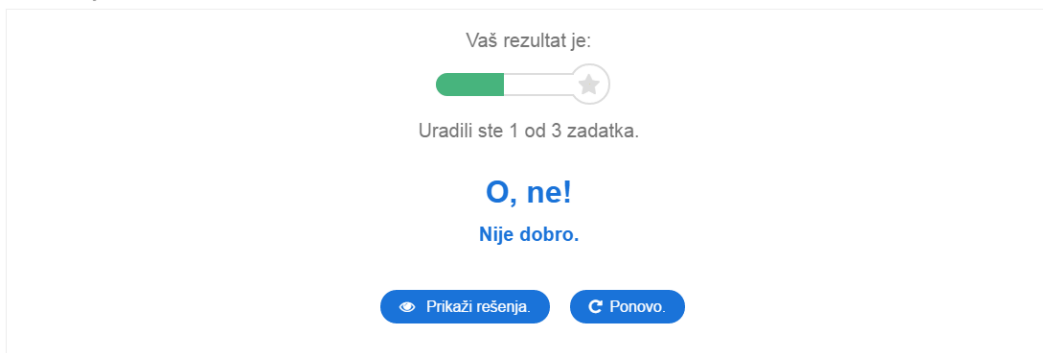 Vaš rezultat je:
Uradili ste 1 od 3 zadatka.
O, ne!
Nije dobro.
Prikaži rešenja.
Ponovo.